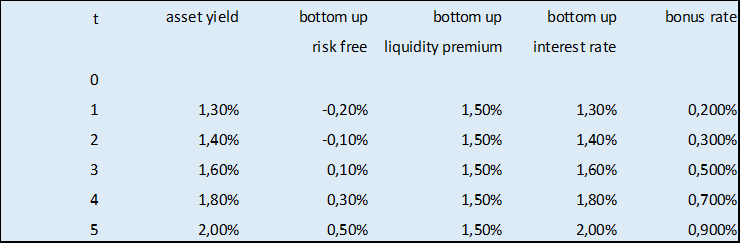 t asset yield bottom up bottom up bottom up bonus rate
risk free liquidity premium interest rate
0
1 1,30% -0,20% 1,50% 1,30% 0,200%
2 1,40% -0,10% 1,50% 1,40% 0,300%
3 1,60% 0,10% 1,50% 1,60% 0,500%
4 1,80% 0,30% 1,50% 1,80% 0,700%
5 2,00% 0,50% 1,50% 2,00% 0,900%